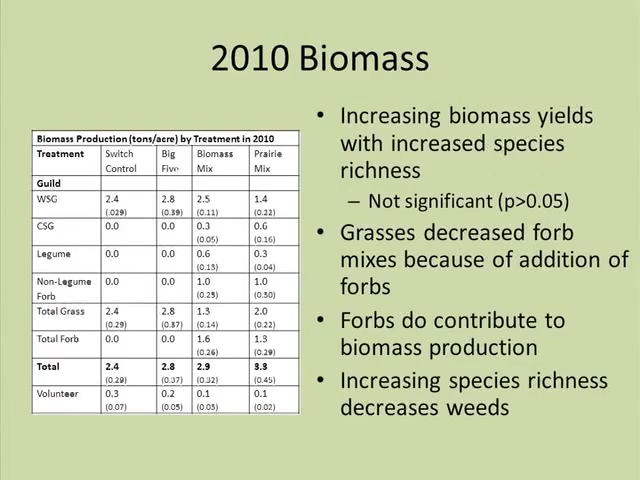 2010 Biomass
Biomass Production (tons/acre) by Treatment in 2010
Treatment Switch Control Big Five Biomass Mix Prairie Mix
Guild
WSG 2.4 (.029) 2.8 (0.39) 2.5 (0.11) 1.4 (0.22)
CSG 0.0 0.0 0.3 (0.05) 0.6 (0.16)
Legume 0.0 0.0 0.6 (0.13) 0.3 (0.04)
Non-Legume Forb 0.0 0.0 1.0 (0.25) 1.0 (0.30)
Total Grass 2.4 (0.29) 2.8 (0.37) 1.3 (0.14) 2.0 (0.22)
Total Forb 0.0 0.0 1.6 (0.26) 1.3 (0.29)
Total 2.4 (0.29) 2.8 (0.37) 2.9 (0.32) 3.3 (0.45)
Volunteer 0.3 (0.07) 0.2 (0.05) 0.1 (0.03) 0.1 (0.02)
• Increasing biomass yields
with increased species
richness
– Not significant (p>0.05)
• Grasses decreased forb
mixes because of addition of
forbs
• Forbs do contribute to
biomass production
• Increasing species richness
decreases weeds